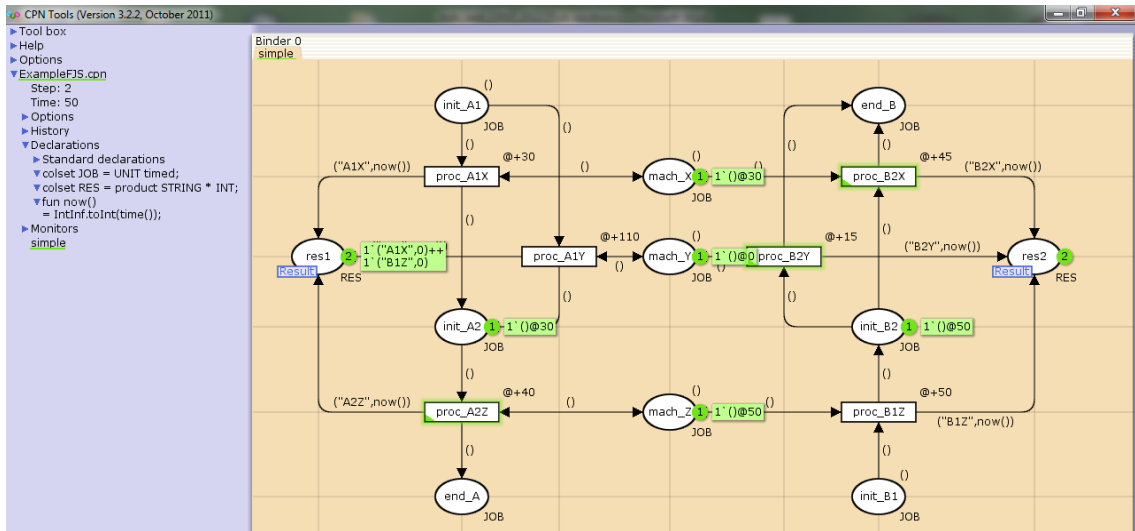 CPN Tools (Version 3.2.2, October 2011)
Tool box
Help
Options
ExampleFJS.cpn
Step: 2
Time: 50
Options
History
Declarations
Standard declarations
colset JOB = UNIT timed;
colset RES = product STRING * INT;
fun now()
= IntInf.toInt(time());
Monitors
simple
Binder 0
simple
()
init_A1
JOB
()
()
end_B
JOB
()
()
@+30
@+45
("A1X",now())
proc_A1X
()
()
mach_X
1
1`()@30
()
JOB
proc_B2X
("B2X",now())
()
()
@+110
()
@+15
("B2Y",now())
res1
2
1`("A1X",0)++
1`("B1Z",0)
Result
RES
proc_A1Y
()
mach_Y
1
1`()@0
()
JOB
proc_B2Y
res2
2
Result
RES
()
()
init_A2
1
1`()@30
JOB
init_B2
1
1`()@50
JOB
()
()
@+40
()
@+50
("A2Z",now())
proc_A2Z
()
mach_Z
1
1`()@50
()
JOB
proc_B1Z
("B1Z",now())
()
()
()
end_A
JOB
init_B1
JOB